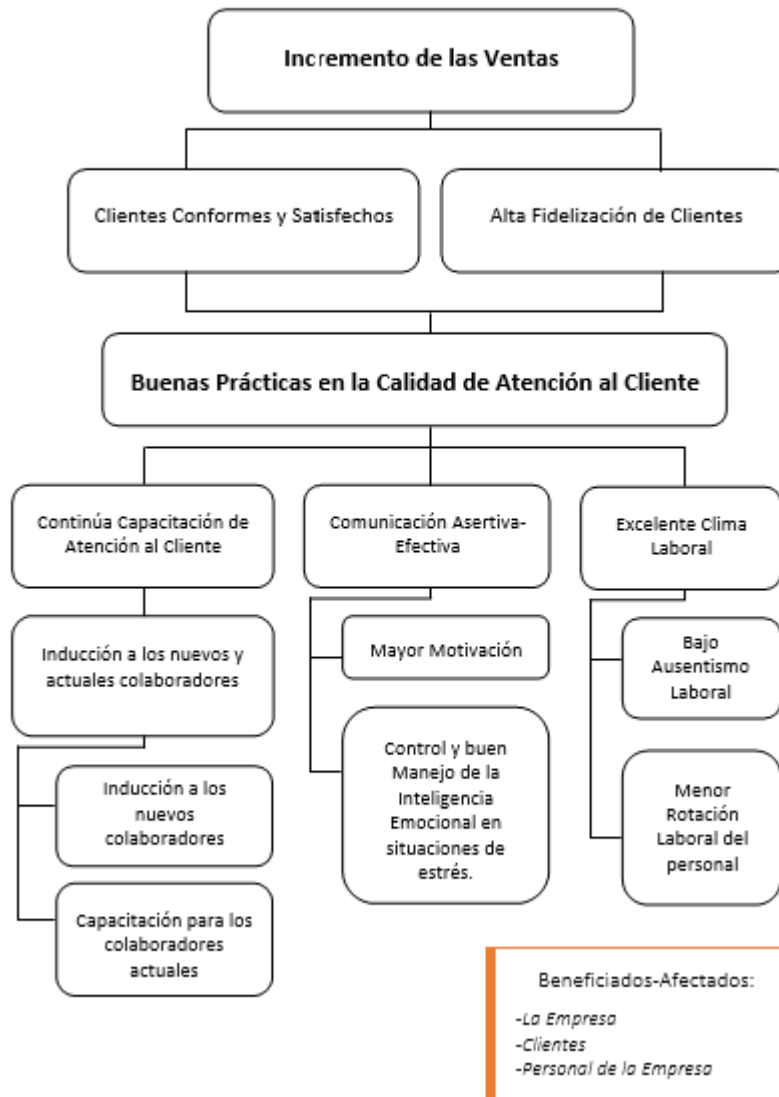 Incremento de las Ventas
Clientes Conformes y Satisfechos
Alta Fidelización de Clientes
Buenas Prácticas en la Calidad de Atención al Cliente
Continúa Capacitación de
Atención al Cliente
Comunicación Asertiva-
Efectiva
Excelente Clima
Laboral
Inducción a los nuevos y
actuales colaboradores
Mayor Motivación
Bajo
Ausentismo
Laboral
Inducción a los
nuevos
colaboradores
Control y buen
Manejo de la
Inteligencia
Emocional en
situaciones de
estrés.
Menor
Rotación
Laboral del
personal
Capacitación para los
colaboradores
actuales
Beneficiados-Afectados:
-La Empresa
-Clientes
-Personal de la Empresa